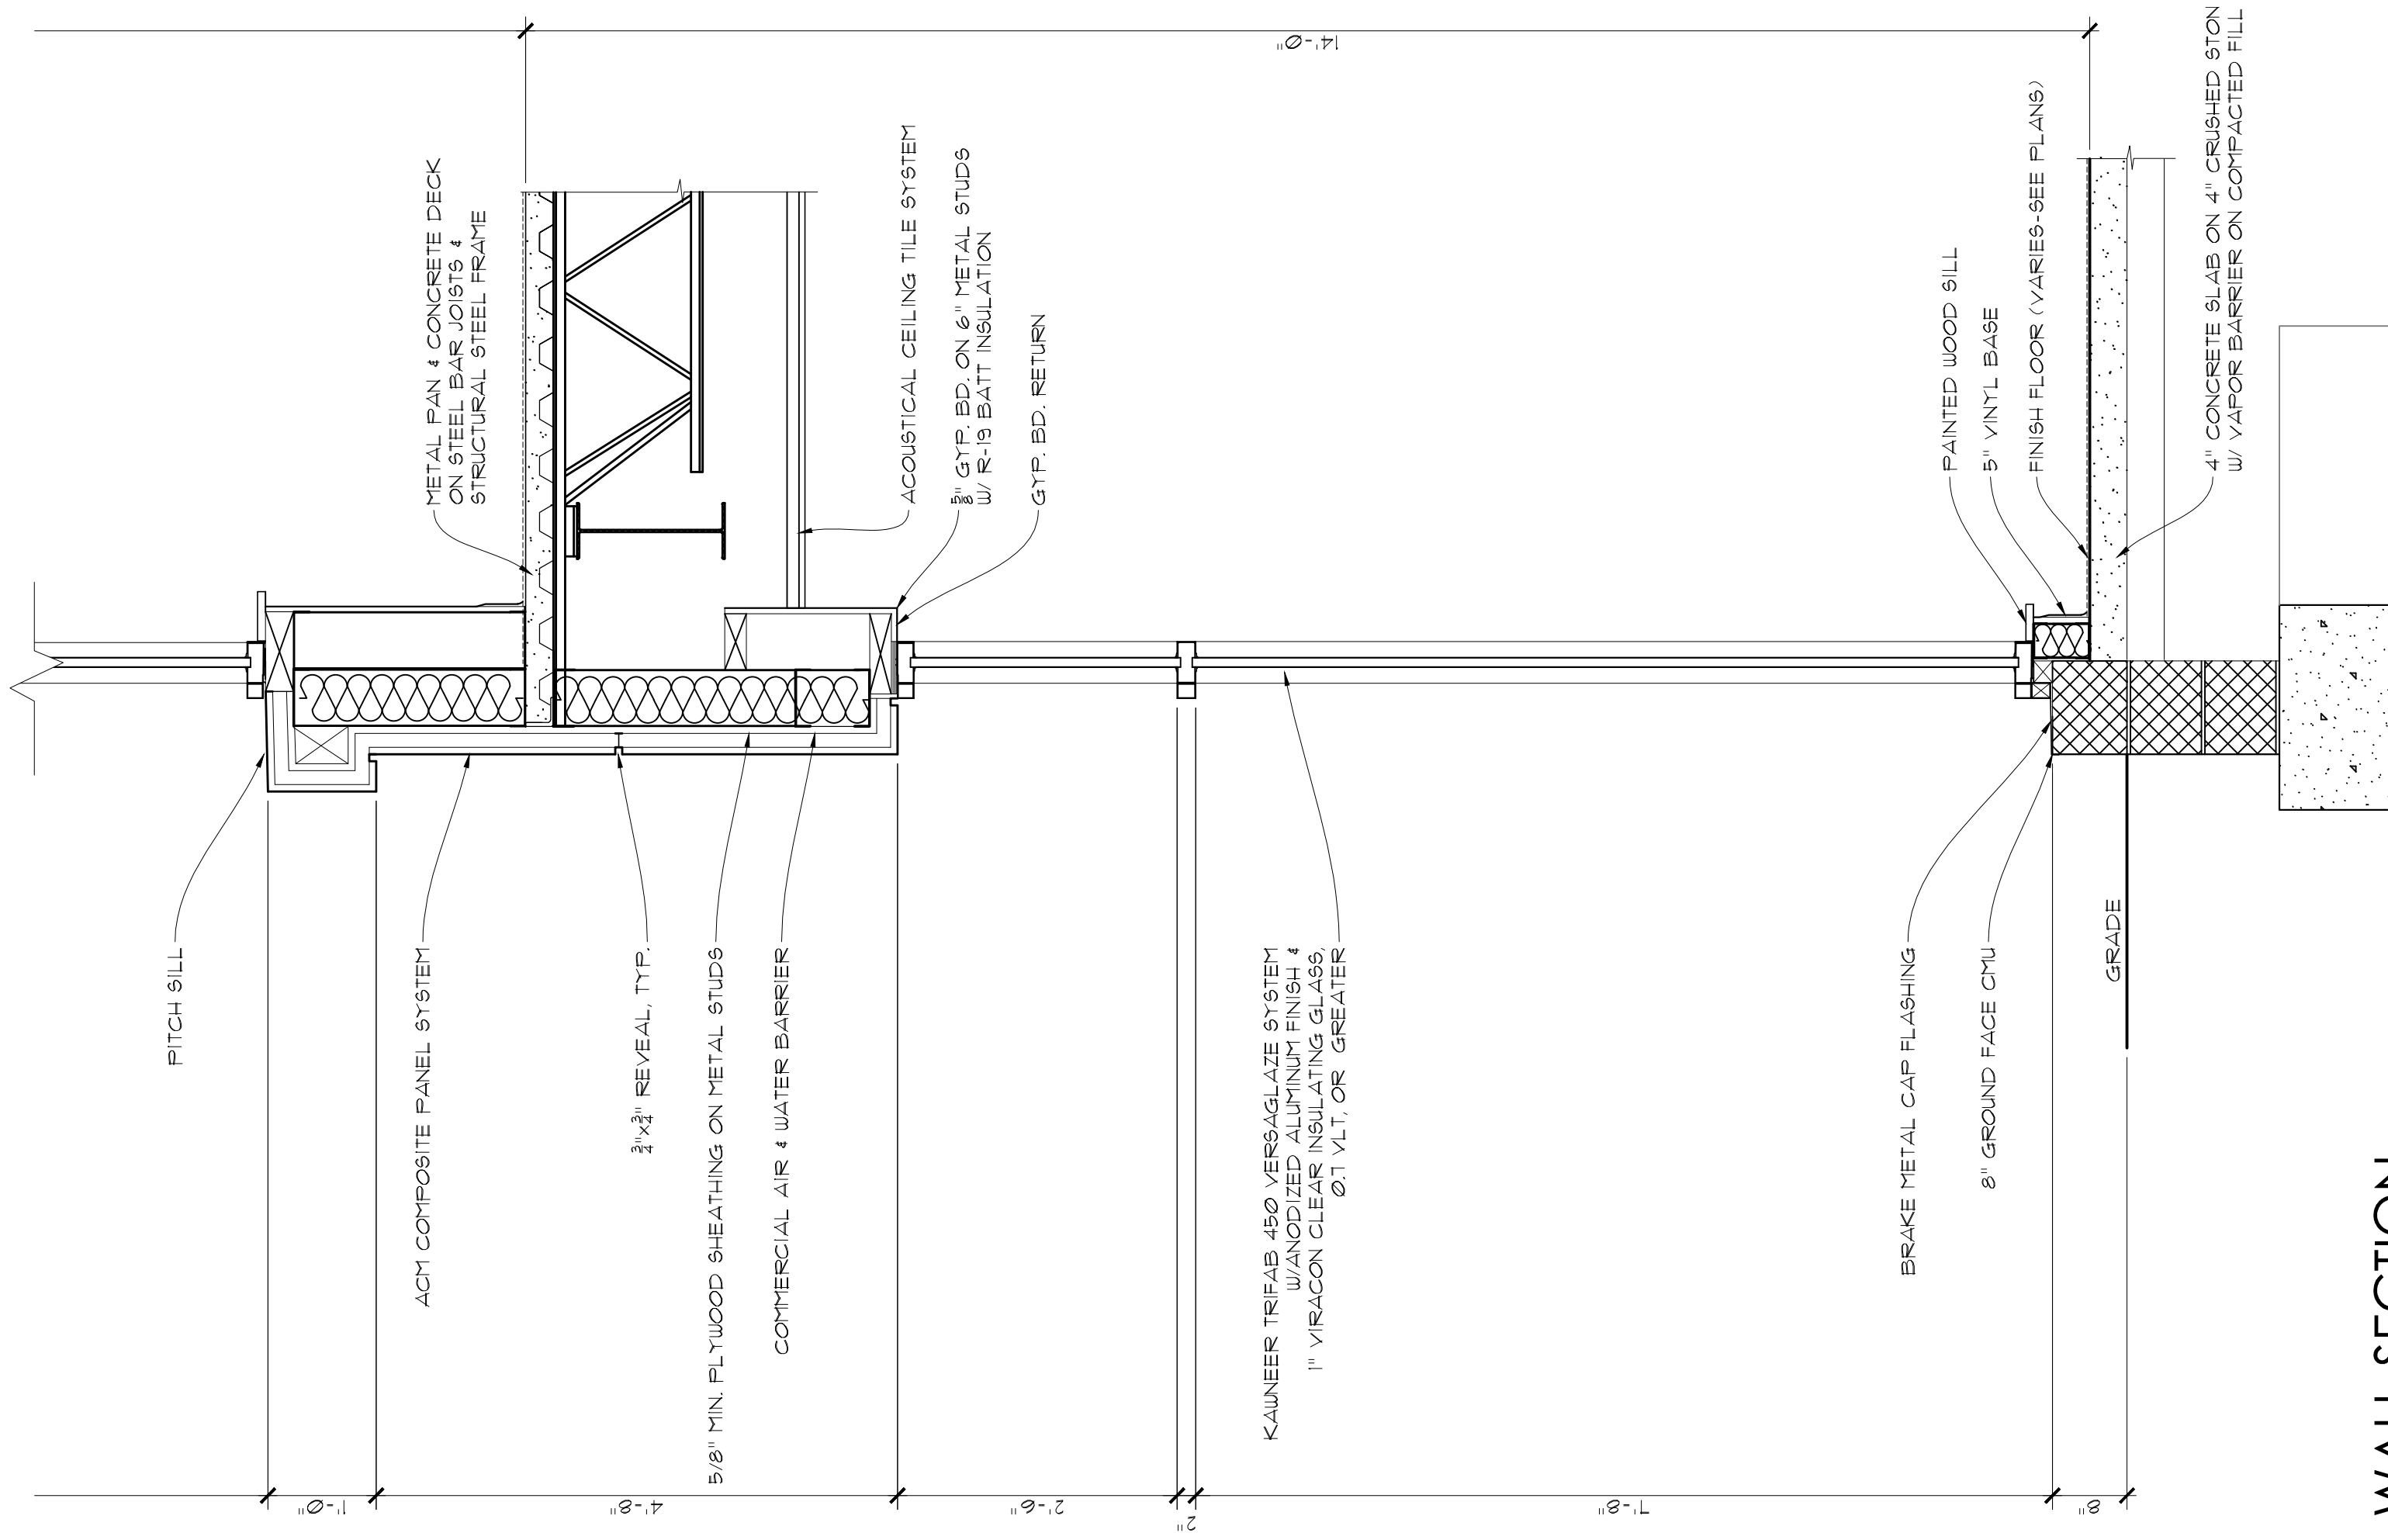 14'-0"
METAL PAN & CONCRETE DECK
ON STEEL BAR JOISTS &
STRUCTURAL STEEL FRAME
ACOUSTICAL CEILING TILE SYSTEM
5/8" GYP. BD. ON 6" METAL STUDS
W/ R-19 BATT INSULATION
GYP. BD. RETURN
PAINTED WOOD SILL
5" VINYL BASE
FINISH FLOOR (VARIES-SEE PLANS)
4" CONCRETE SLAB ON 4" CRUSHED STON
W/ VAPOR BARRIER ON COMPACTED FILL
PITCH SILL
ACM COMPOSITE PANEL SYSTEM
3/4"x3/4" REVEAL, TYP.
5/8" MIN. PLYWOOD SHEATHING ON METAL STUDS
COMMERCIAL AIR & WATER BARRIER
KAWNEER TRIFAB 450 VERSAGLAZE SYSTEM
W/ANODIZED ALUMINUM FINISH &
1" VIRACON CLEAR INSULATING GLASS,
0.7 VLT, OR GREATER
BRAKE METAL CAP FLASHING
8" GROUND FACE CMU
GRADE
1'-0"
4'-8"
2'-6"
2"
7'-8"
8"
WALL SECTION